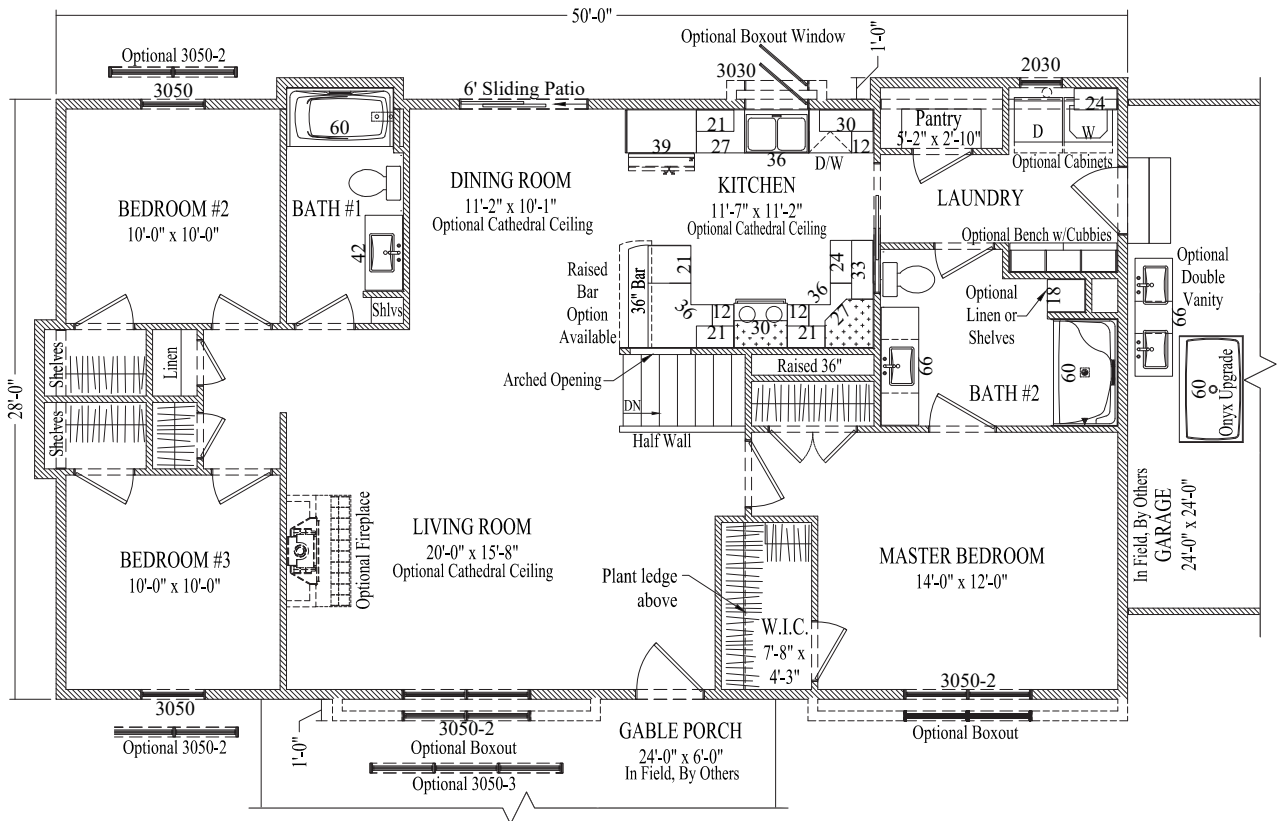 50'-0"
Optional 3050-2
Optional Boxout Window
1'-0"
3050
6' Sliding Patio
3030
2030
60
21
27
39
36
30
12
D/W
Pantry
5'-2" x 2'-10"
D
W
24
Optional Cabinets
BEDROOM #2
10'-0" x 10'-0"
BATH #1
42
Shlvs
DINING ROOM
11'-2" x 10'-1"
Optional Cathedral Ceiling
KITCHEN
11'-7" x 11'-2"
Optional Cathedral Ceiling
LAUNDRY
Optional Bench w/Cubbies
Raised
Bar
Option
Available
36" Bar
21
36
12
21
30
12
21
36
24
33
27
Optional
Linen or
Shelves
18
Optional
Double
Vanity
66
28'-0"
Shelves
Linen
Shelves
Arched Opening
DN
Half Wall
Raised 36"
66
BATH #2
60
60
Onyx Upgrade
BEDROOM #3
10'-0" x 10'-0"
Optional Fireplace
LIVING ROOM
20'-0" x 15'-8"
Optional Cathedral Ceiling
Plant ledge
above
W.I.C.
7'-8" x
4'-3"
MASTER BEDROOM
14'-0" x 12'-0"
In Field, By Others
GARAGE
24'-0" x 24'-0"
3050
Optional 3050-2
1'-0"
3050-2
Optional Boxout
Optional 3050-3
GABLE PORCH
24'-0" x 6'-0"
In Field, By Others
3050-2
Optional Boxout